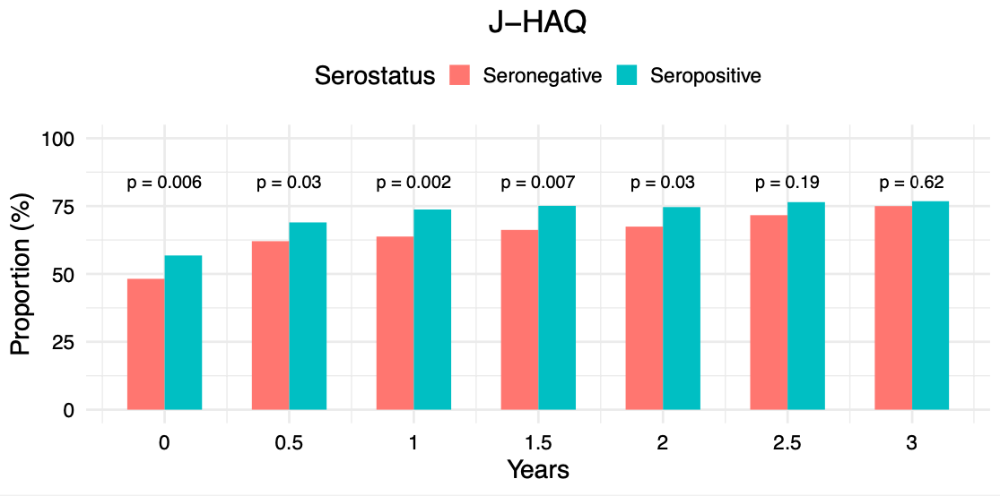 J−HAQ
Serostatus Seronegative Seropositive
100
p = 0.006 p = 0.03 p = 0.002 p = 0.007 p = 0.03 p = 0.19 p = 0.62
75
50
25
0
Proportion (%)
0 0.5 1 1.5 2 2.5 3
Years